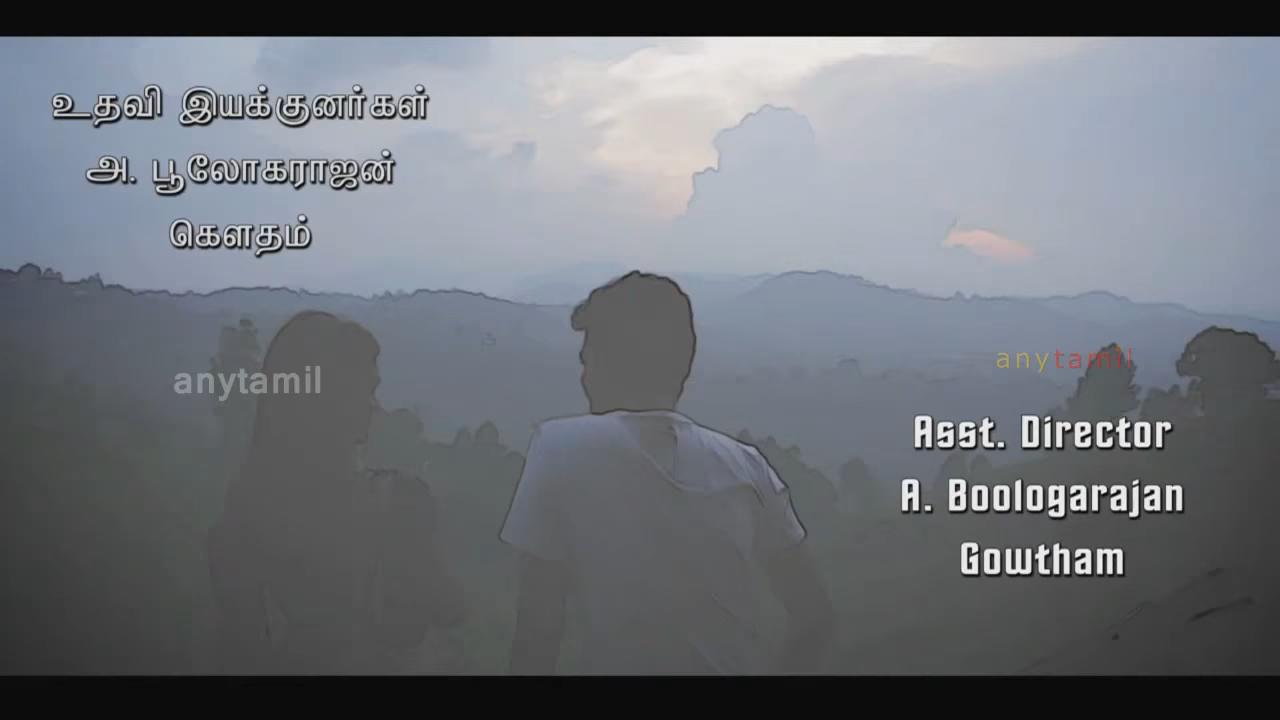 உதவி இயக்குனர்கள்
அ. பூலோகராஜன்
கௌதம்
anytamil
anytamil
Asst. Director
A. Boologarajan
Gowtham